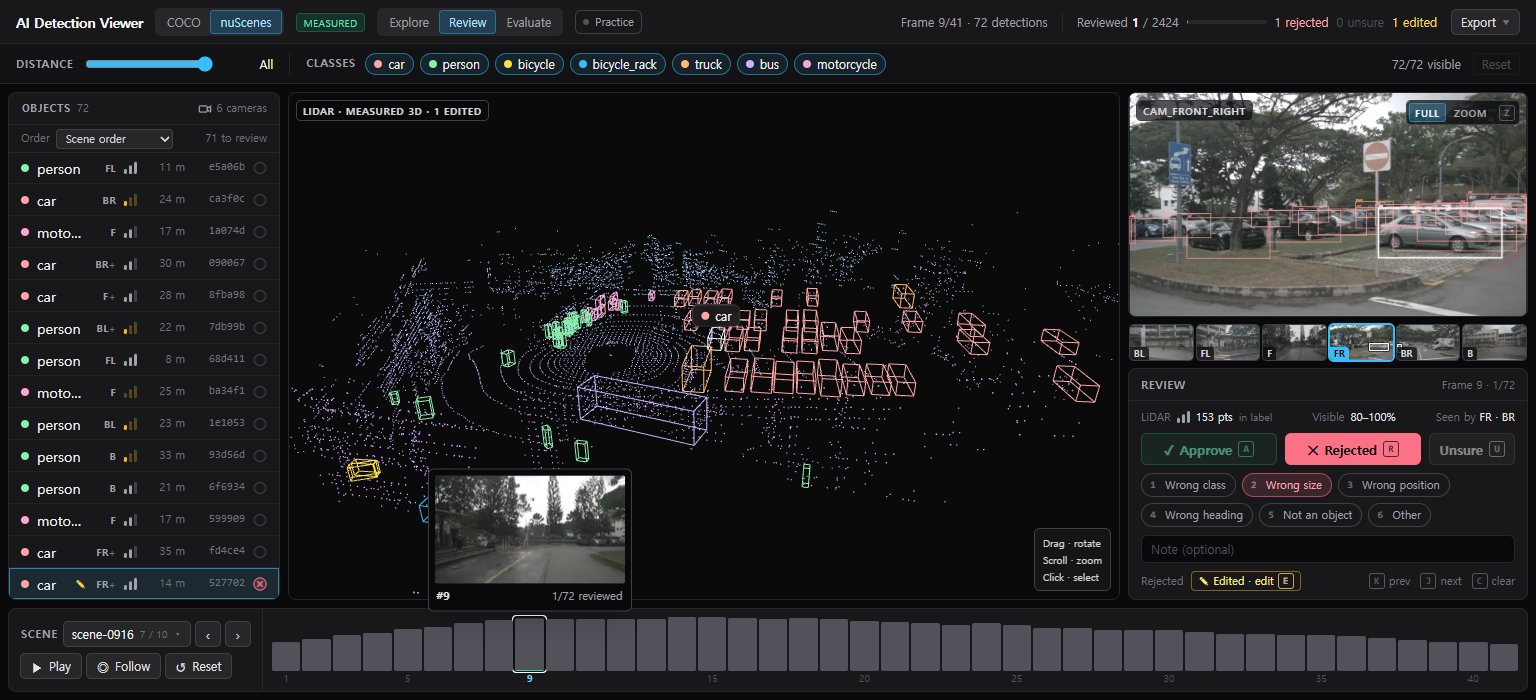 AI Detection Viewer COCO nuScenes MEASURED Explore Review Evaluate Practice Frame 9/41 · 72 detections Reviewed 1 / 2424 1 rejected 0 unsure 1 edited Export
DISTANCE All CLASSES car person bicycle bicycle_rack truck bus motorcycle 72/72 visible Reset
OBJECTS 72 6 cameras
Order Scene order 71 to review
person FL 11 m e5a06b
car BR 24 m ca3f0c
moto... F 17 m 1a074d
car BR+ 30 m 090067
car F+ 28 m 8fba98
person BL+ 22 m 7db99b
person FL 8 m 68d411
moto... F 25 m ba34f1
person BL 23 m 1e1053
person B 33 m 93d56d
person B 21 m 6f6934
moto... F 17 m 599909
car FR+ 35 m fd4ce4
car FR+ 14 m 527702
LIDAR · MEASURED 3D · 1 EDITED
car
#9 1/72 reviewed
Drag · rotate
Scroll · zoom
Click · select
CAM_FRONT_RIGHT FULL ZOOM Z
BL FL F FR BR B
REVIEW Frame 9 · 1/72
LiDAR 153 pts in label Visible 80–100% Seen by FR · BR
✓ Approve A ✕ Rejected R Unsure U
1 Wrong class 2 Wrong size 3 Wrong position
4 Wrong heading 5 Not an object 6 Other
Note (optional)
Rejected Edited · edit E K prev J next C clear
SCENE scene-0916 7 / 10 ‹ ›
Play Follow Reset
1 5 9 15 20 25 30 35 40